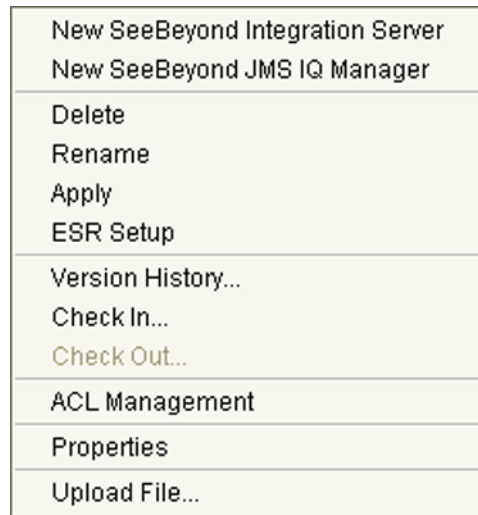 New SeeBeyond Integration Server
New SeeBeyond JMS IQ Manager
Delete
Rename
Apply
ESR Setup
Version History...
Check In...
Check Out...
ACL Management
Properties
Upload File...